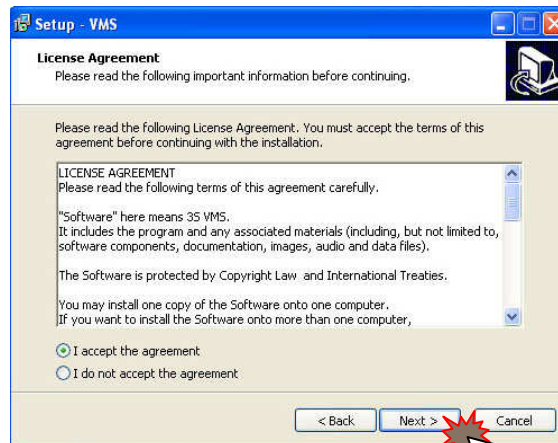 Setup - VMS
License Agreement
Please read the following important information before continuing.
Please read the following License Agreement. You must accept the terms of this
agreement before continuing with the installation.
LICENSE AGREEMENT
Please read the following terms of this agreement carefully.
"Software" here means 3S VMS.
It includes the program and any associated materials (including, but not limited to,
software components, documentation, images, audio and data files).
The Software is protected by Copyright Law  and International Treaties.
You may install one copy of the Software onto one computer.
If you want to install the Software onto more than one computer,
I accept the agreement
I do not accept the agreement
< Back Next > Cancel